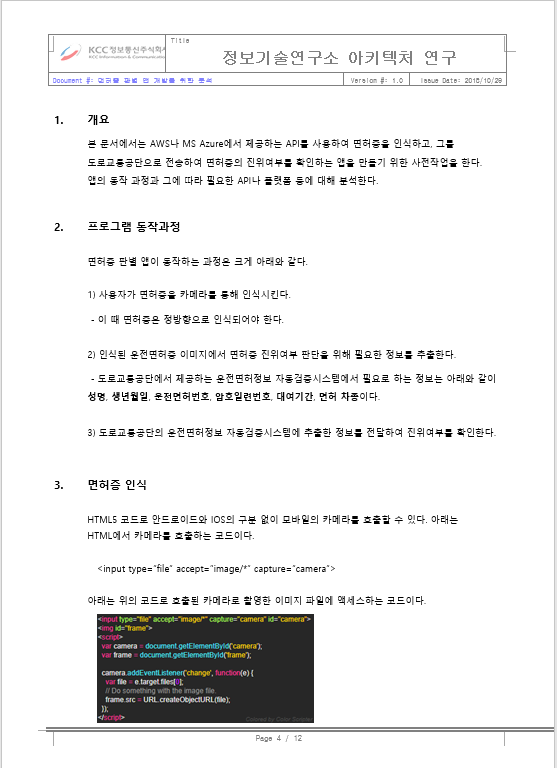 KCC정보통신주식회사
KCC Information & Communication
Title
정보기술연구소 아키텍처 연구
Document #: 면허증 판별 앱 개발을 위한 분석
Version #: 1.0
Issue Date: 2018/10/29
1. 개요
본 문서에서는 AWS나 MS Azure에서 제공하는 API를 사용하여 면허증을 인식하고, 그를
도로교통공단으로 전송하여 면허증의 진위여부를 확인하는 앱을 만들기 위한 사전작업을 한다.
앱의 동작 과정과 그에 따라 필요한 API나 플랫폼 등에 대해 분석한다.
2. 프로그램 동작과정
면허증 판별 앱이 동작하는 과정은 크게 아래와 같다.
1) 사용자가 면허증을 카메라를 통해 인식시킨다.
- 이 때 면허증은 정방향으로 인식되어야 한다.
2) 인식된 운전면허증 이미지에서 면허증 진위여부 판단을 위해 필요한 정보를 추출한다.
- 도로교통공단에서 제공하는 운전면허정보 자동검증시스템에서 필요로 하는 정보는 아래와 같이
성명, 생년월일, 운전면허번호, 암호일련번호, 대여기간, 면허 차종이다.
3) 도로교통공단의 운전면허정보 자동검증시스템에 추출한 정보를 전달하여 진위여부를 확인한다.
3. 면허증 인식
HTML5 코드로 안드로이드와 IOS의 구분 없이 모바일의 카메라를 호출할 수 있다. 아래는
HTML에서 카메라를 호출하는 코드이다.
<input type="file" accept="image/*" capture="camera">
아래는 위의 코드로 호출된 카메라로 촬영한 이미지 파일에 액세스하는 코드이다.
<input type="file" accept="image/*" capture="camera" id="camera">
<img id="frame">
<script>
var camera = document.getElementById('camera');
var frame = document.getElementById('frame');
camera.addEventListener('change', function(e) {
var file = e.target.files[0];
// Do something with the image file.
frame.src = URL.createObjectURL(file);
});
</script>
Colored by Color Scripter
Page 4 / 12